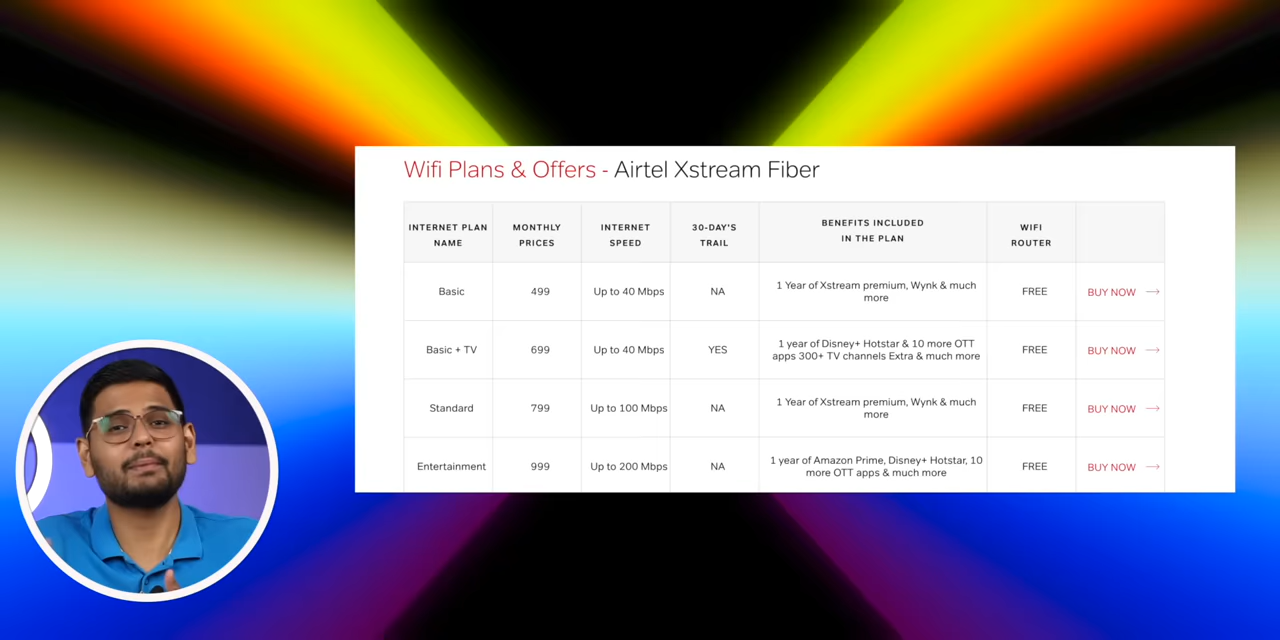 Wifi Plans & Offers - Airtel Xstream Fiber
INTERNET PLAN
NAME
MONTHLY
PRICES
INTERNET
SPEED
30-DAY'S
TRAIL
BENEFITS INCLUDED
IN THE PLAN
WIFI
ROUTER
Basic
499
Up to 40 Mbps
NA
1 Year of Xstream premium, Wynk & much
more
FREE
BUY NOW →
Basic + TV
699
Up to 40 Mbps
YES
1 year of Disney+ Hotstar & 10 more OTT
apps 300+ TV channels Extra & much more
FREE
BUY NOW →
Standard
799
Up to 100 Mbps
NA
1 Year of Xstream premium, Wynk & much
more
FREE
BUY NOW →
Entertainment
999
Up to 200 Mbps
NA
1 year of Amazon Prime, Disney+ Hotstar, 10
more OTT apps & much more
FREE
BUY NOW →